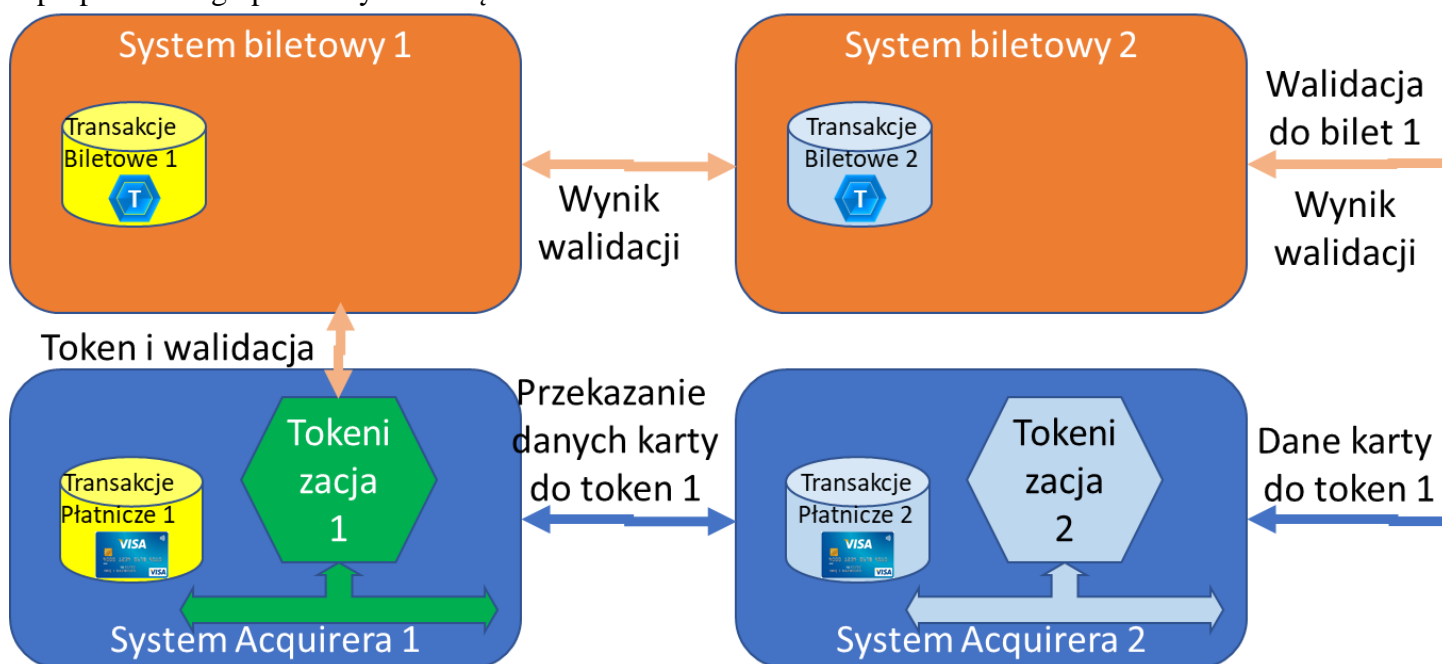 System biletowy 1
System biletowy 2
Transakcje
Biletowe 1
T
Transakcje
Biletowe 2
T
Walidacja
do bilet 1
Wynik
walidacji
Wynik
walidacji
Token i walidacja
Przekazanie
danych karty
do token 1
Tokeni
zacja
1
Tokeni
zacja
2
Dane karty
do token 1
Transakcje
Płatnicze 1
VISA
VISA
Transakcje
Płatnicze 2
VISA
VISA
System Acquirera 1
System Acquirera 2